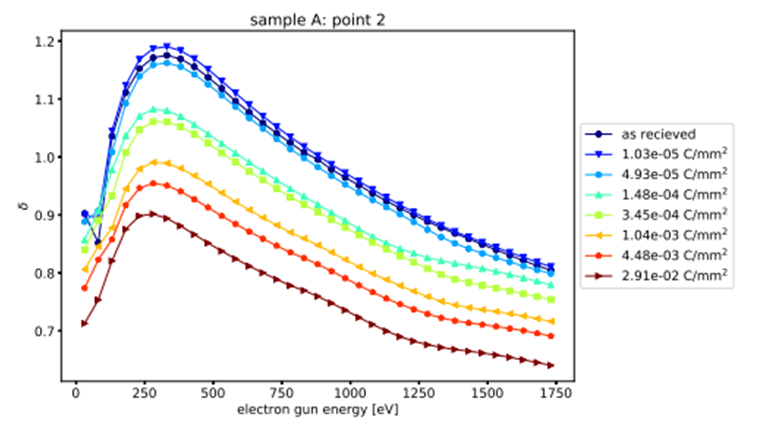 sample A: point 2
1.2
1.1
1.0
0.9
0.8
0.7
δ
0 250 500 750 1000 1250 1500 1750
electron gun energy [eV]
as recieved
1.03e-05 C/mm²
4.93e-05 C/mm²
1.48e-04 C/mm²
3.45e-04 C/mm²
1.04e-03 C/mm²
4.48e-03 C/mm²
2.91e-02 C/mm²